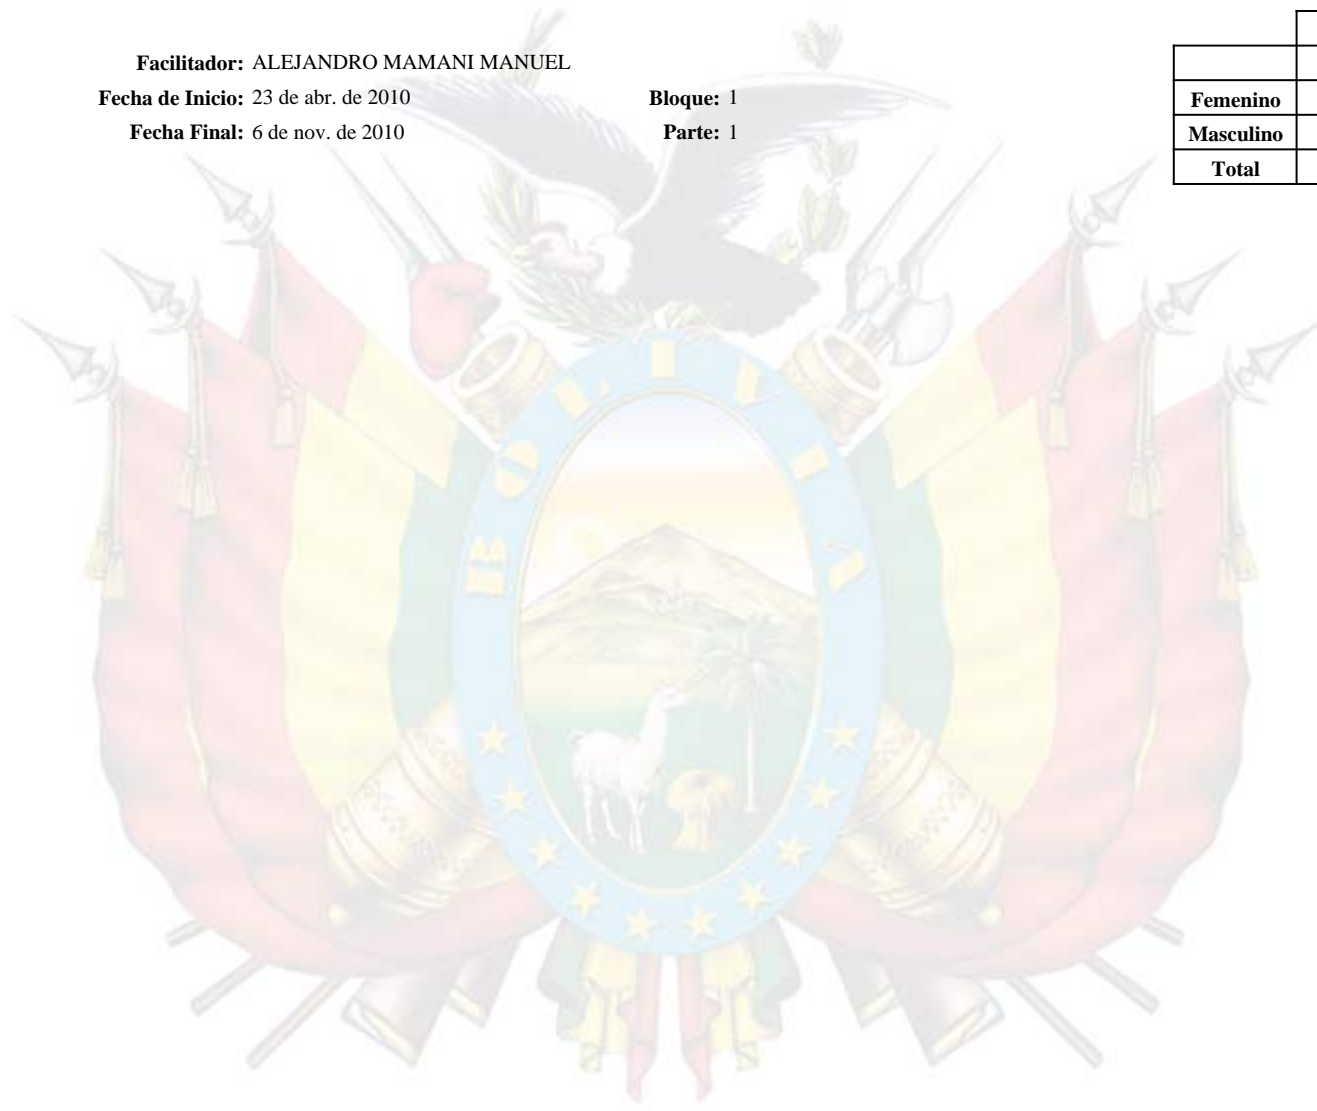 Facilitador: ALEJANDRO MAMANI MANUEL
Fecha de Inicio: 23 de abr. de 2010 Bloque: 1
Fecha Final: 6 de nov. de 2010 Parte: 1
Femenino
Masculino
Total
BOLIVIA